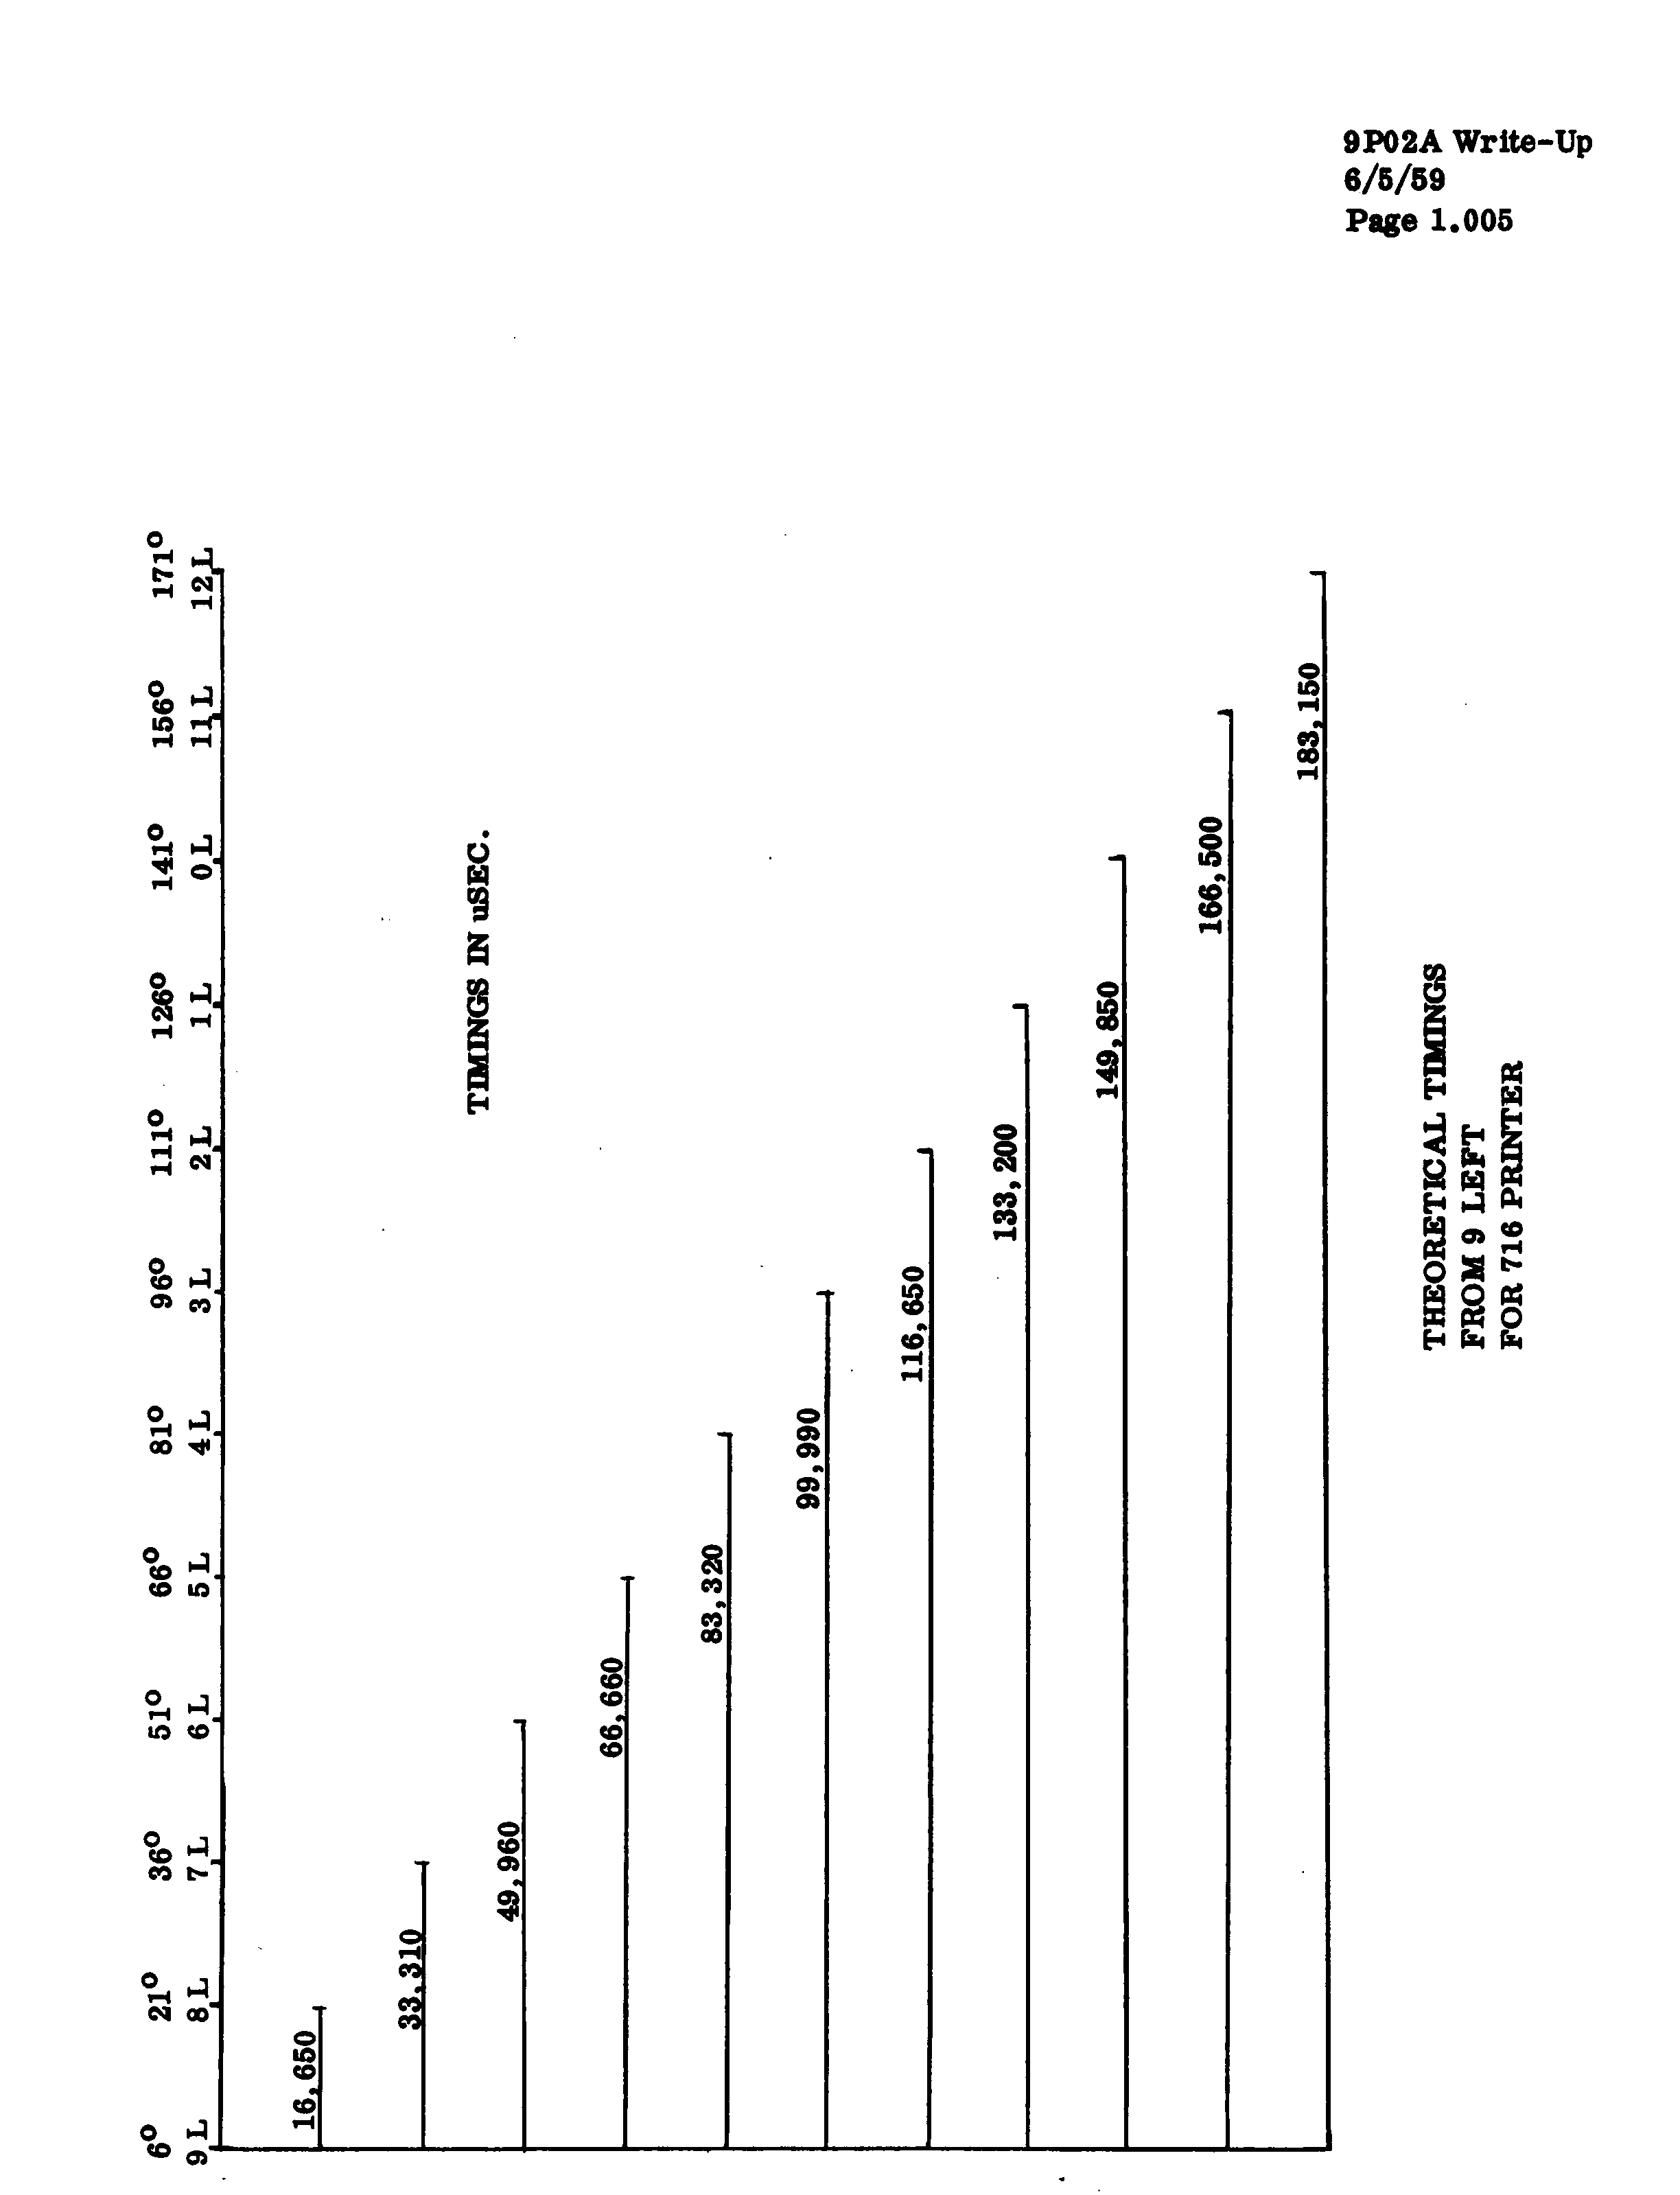 9P02A Write-Up
6/5/59
Page 1.005
6° 21° 36° 51° 66° 81° 96° 111° 126° 141° 156° 171°
9 L 8 L 7 L 6 L 5 L 4 L 3 L 2 L 1 L 0 L 11 L 12 L
16,650
33,310
TIMINGS IN uSEC.
49,960
66,660
83,320
99,990
116,650
133,200
149,850
166,500
183,150
THEORETICAL TIMINGS
FROM 9 LEFT
FOR 716 PRINTER